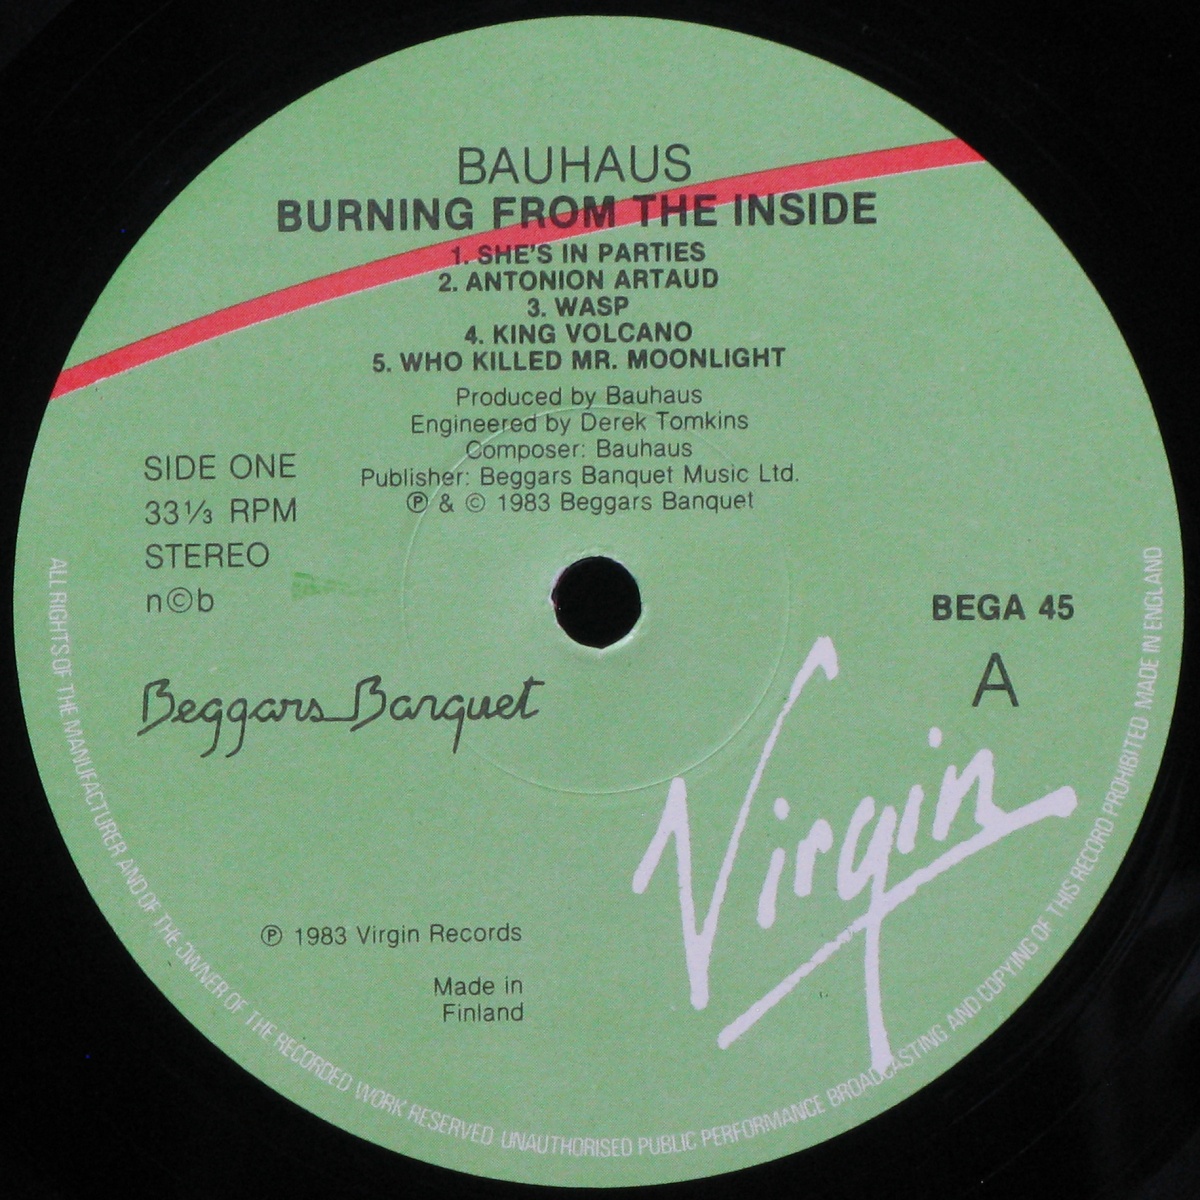 BAUHAUS
BURNING FROM THE INSIDE
1. SHE'S IN PARTIES
2. ANTONION ARTAUD
3. WASP
4. KING VOLCANO
5. WHO KILLED MR. MOONLIGHT
Produced by Bauhaus
Engineered by Derek Tomkins
Composer: Bauhaus
Publisher: Beggars Banquet Music Ltd.
℗ & © 1983 Beggars Banquet
SIDE ONE
33⅓ RPM
STEREO
n©b
BEGA 45
A
Beggars Banquet
Virgin
℗ 1983 Virgin Records
Made in
Finland
ALL RIGHTS OF THE MANUFACTURER AND OF THE OWNER OF THE RECORDED WORK RESERVED UNAUTHORISED PUBLIC PERFORMANCE BROADCASTING AND COPYING OF THIS RECORD PROHIBITED MADE IN ENGLAND